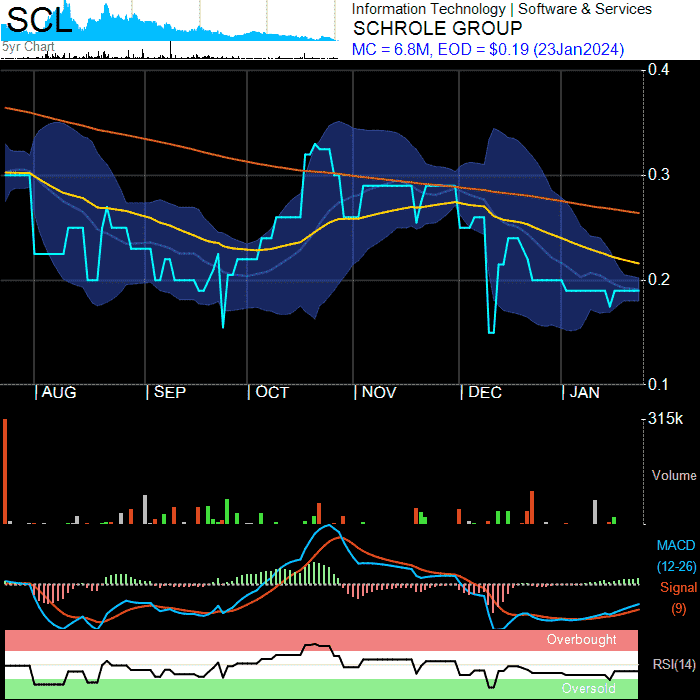 SCL
5yr Chart
Information Technology | Software & Services
SCHROLE GROUP
MC = 6.8M, EOD = $0.19 (23Jan2024)
0.4
0.3
0.2
0.1
| AUG | SEP | OCT | NOV | DEC | JAN
315k
Volume
MACD
(12-26)
Signal
(9)
Overbought
RSI(14)
Oversold